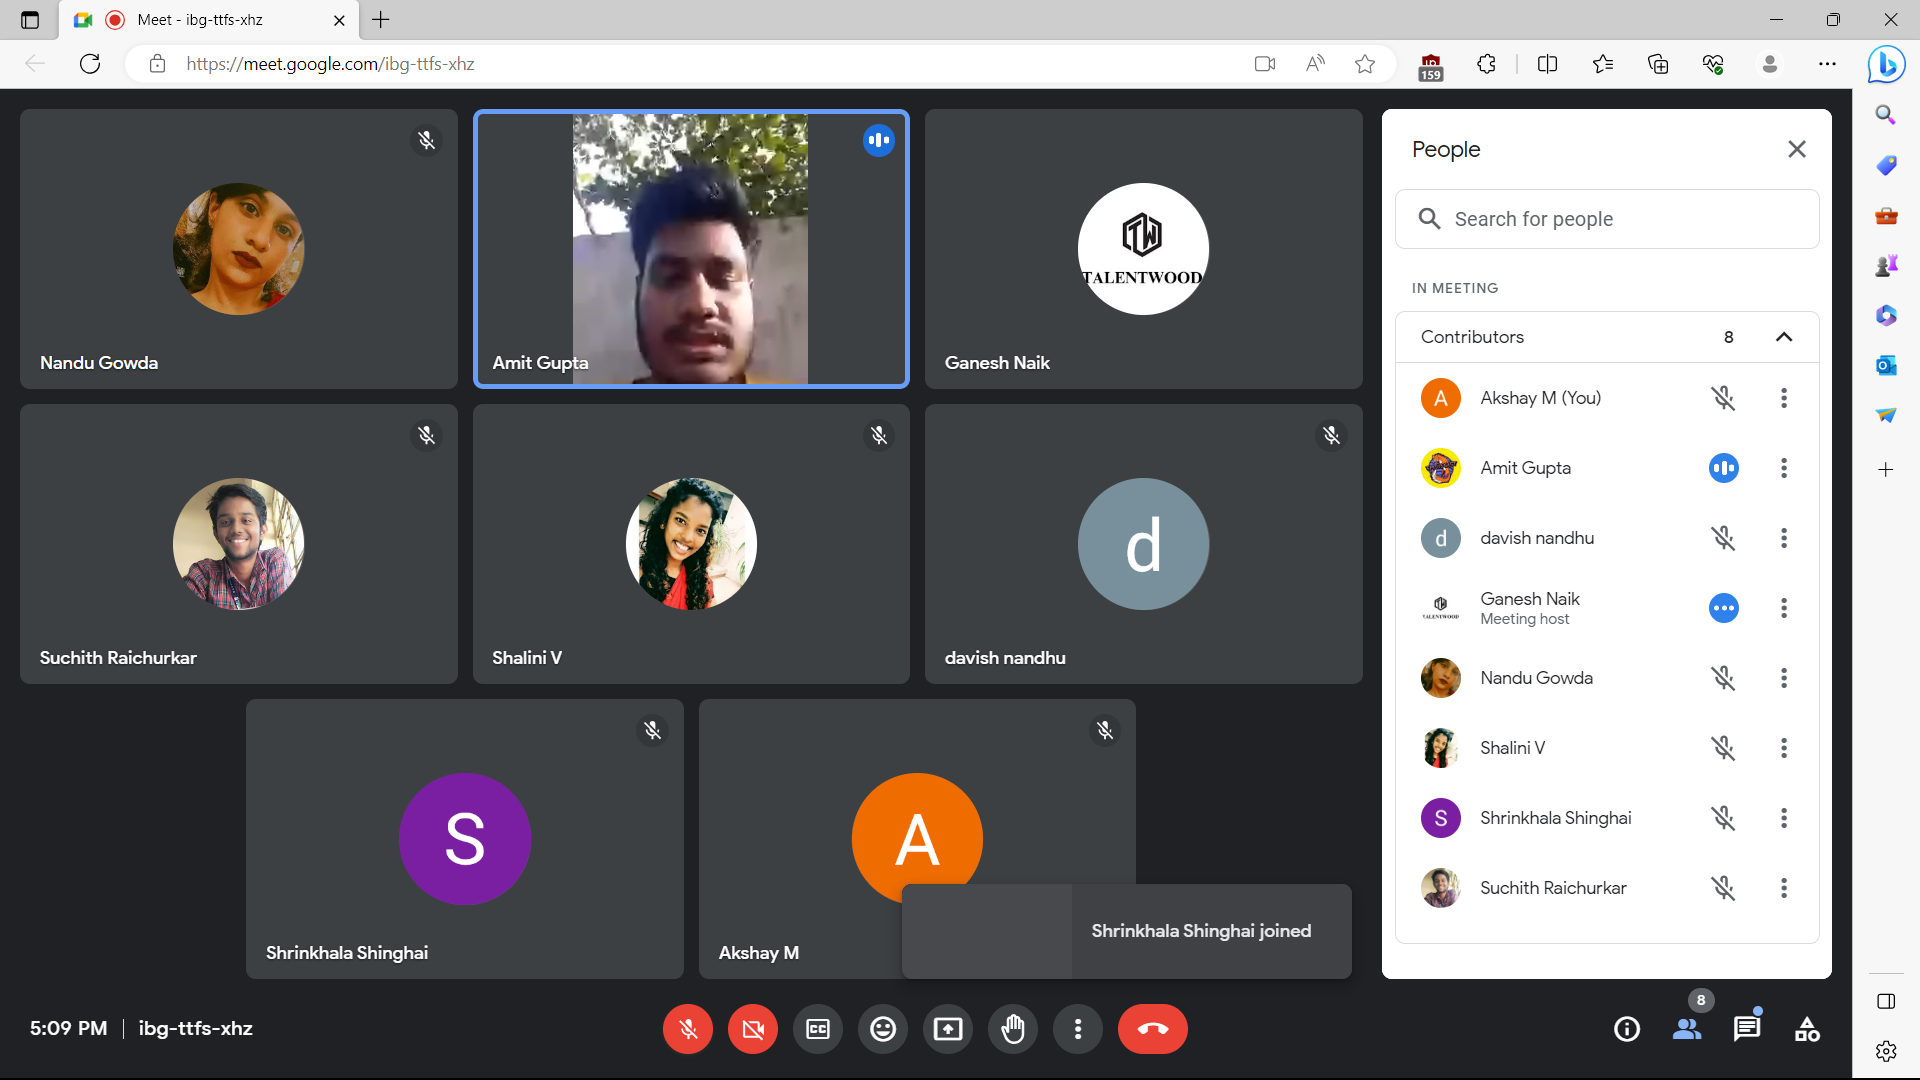 Meet - ibg-ttfs-xhz
https://meet.google.com/ibg-ttfs-xhz
159
Nandu Gowda
Amit Gupta
TW
TALENTWOOD
Ganesh Naik
Suchith Raichurkar
Shalini V
d
davish nandhu
S
Shrinkhala Shinghai
A
Akshay M
Shrinkhala Shinghai joined
People
Search for people
IN MEETING
Contributors 8
A Akshay M (You)
Amit Gupta
d davish nandhu
TALENTWOOD
Ganesh Naik
Meeting host
Nandu Gowda
Shalini V
S Shrinkhala Shinghai
Suchith Raichurkar
5:09 PM | ibg-ttfs-xhz
CC
8